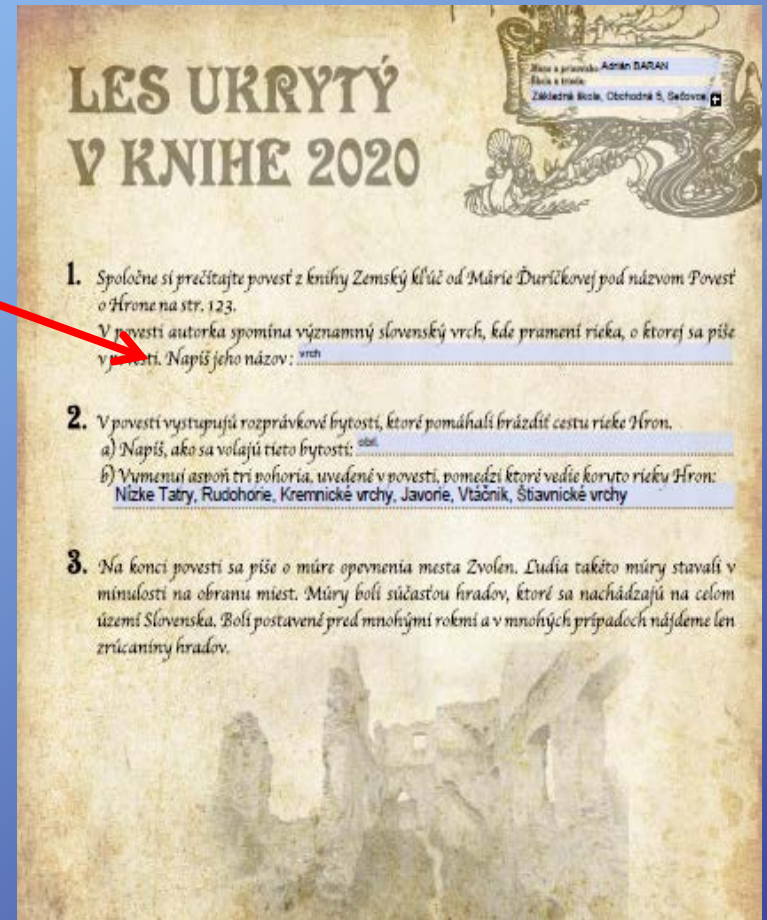 LES UKRYTÝ
V KNIHE 2020
Meno a priezvisko: Adrián BARAN
Škola a trieda:
Základná škola, Obchodná 5, Sečovce,
1. Spoločne si prečítajte povesť z knihy Zemský kľúč od Márie Ďuríčkovej pod názvom Povesť
o Hrone na str. 123.
V povesti autorka spomína významný slovenský vrch, kde pramení rieka, o ktorej sa píše
v povesti. Napíš jeho názov: vrch
2. V povesti vystupujú rozprávkové bytosti, ktoré pomáhali brázdiť cestu rieke Hron.
a) Napíš, ako sa volajú tieto bytosti: obri,
b) Vymenuj aspoň tri pohoria, uvedené v povesti, pomedzi ktoré vedie koryto rieky Hron:
Nízke Tatry, Rudohorie, Kremnické vrchy, Javorie, Vtáčnik, Štiavnické vrchy
3. Na konci povesti sa píše o múre opevnenia mesta Zvolen. Ľudia takéto múry stavali v
minulosti na obranu miest. Múry boli súčasťou hradov, ktoré sa nachádzajú na celom
území Slovenska. Boli postavené pred mnohými rokmi a v mnohých prípadoch nájdeme len
zrúcaniny hradov.